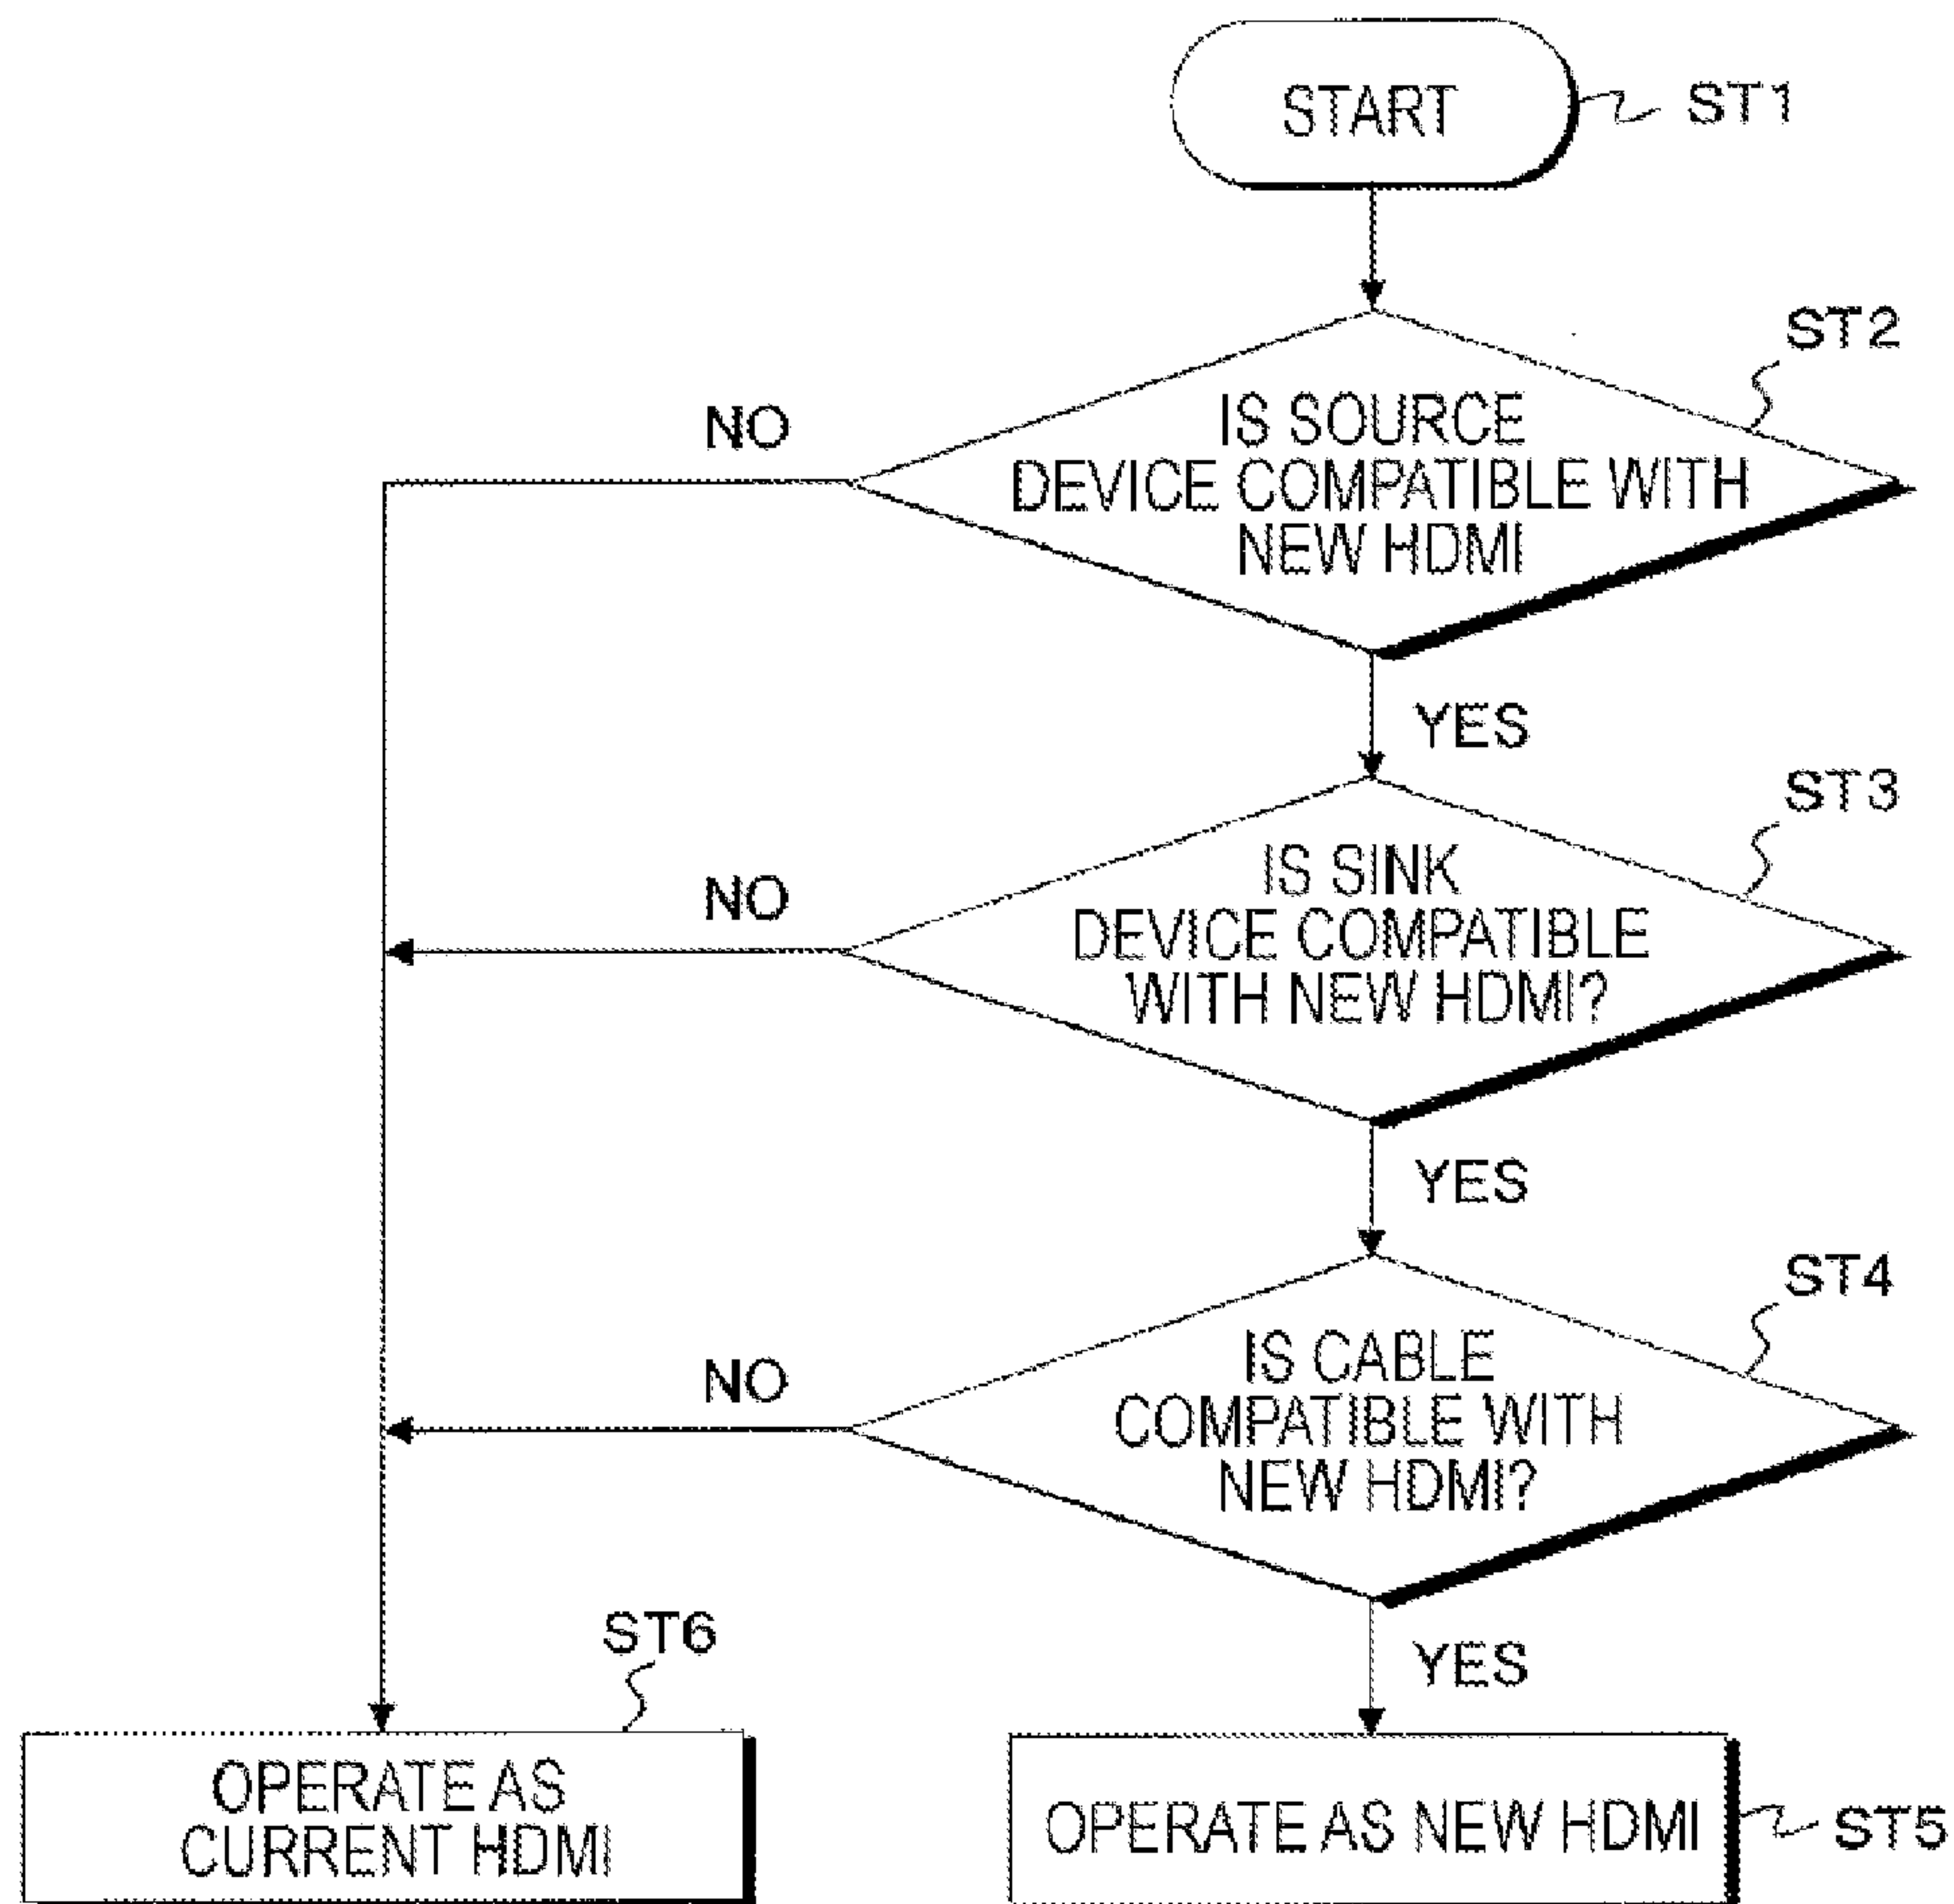 START
ST1
ST2
IS SOURCE
DEVICE COMPATIBLE WITH
NEW HDMI
NO
YES
ST3
IS SINK
DEVICE COMPATIBLE
WITH NEW HDMI?
NO
YES
ST4
IS CABLE
COMPATIBLE WITH
NEW HDMI?
NO
YES
ST6
OPERATE AS
CURRENT HDMI
OPERATE AS NEW HDMI
ST5